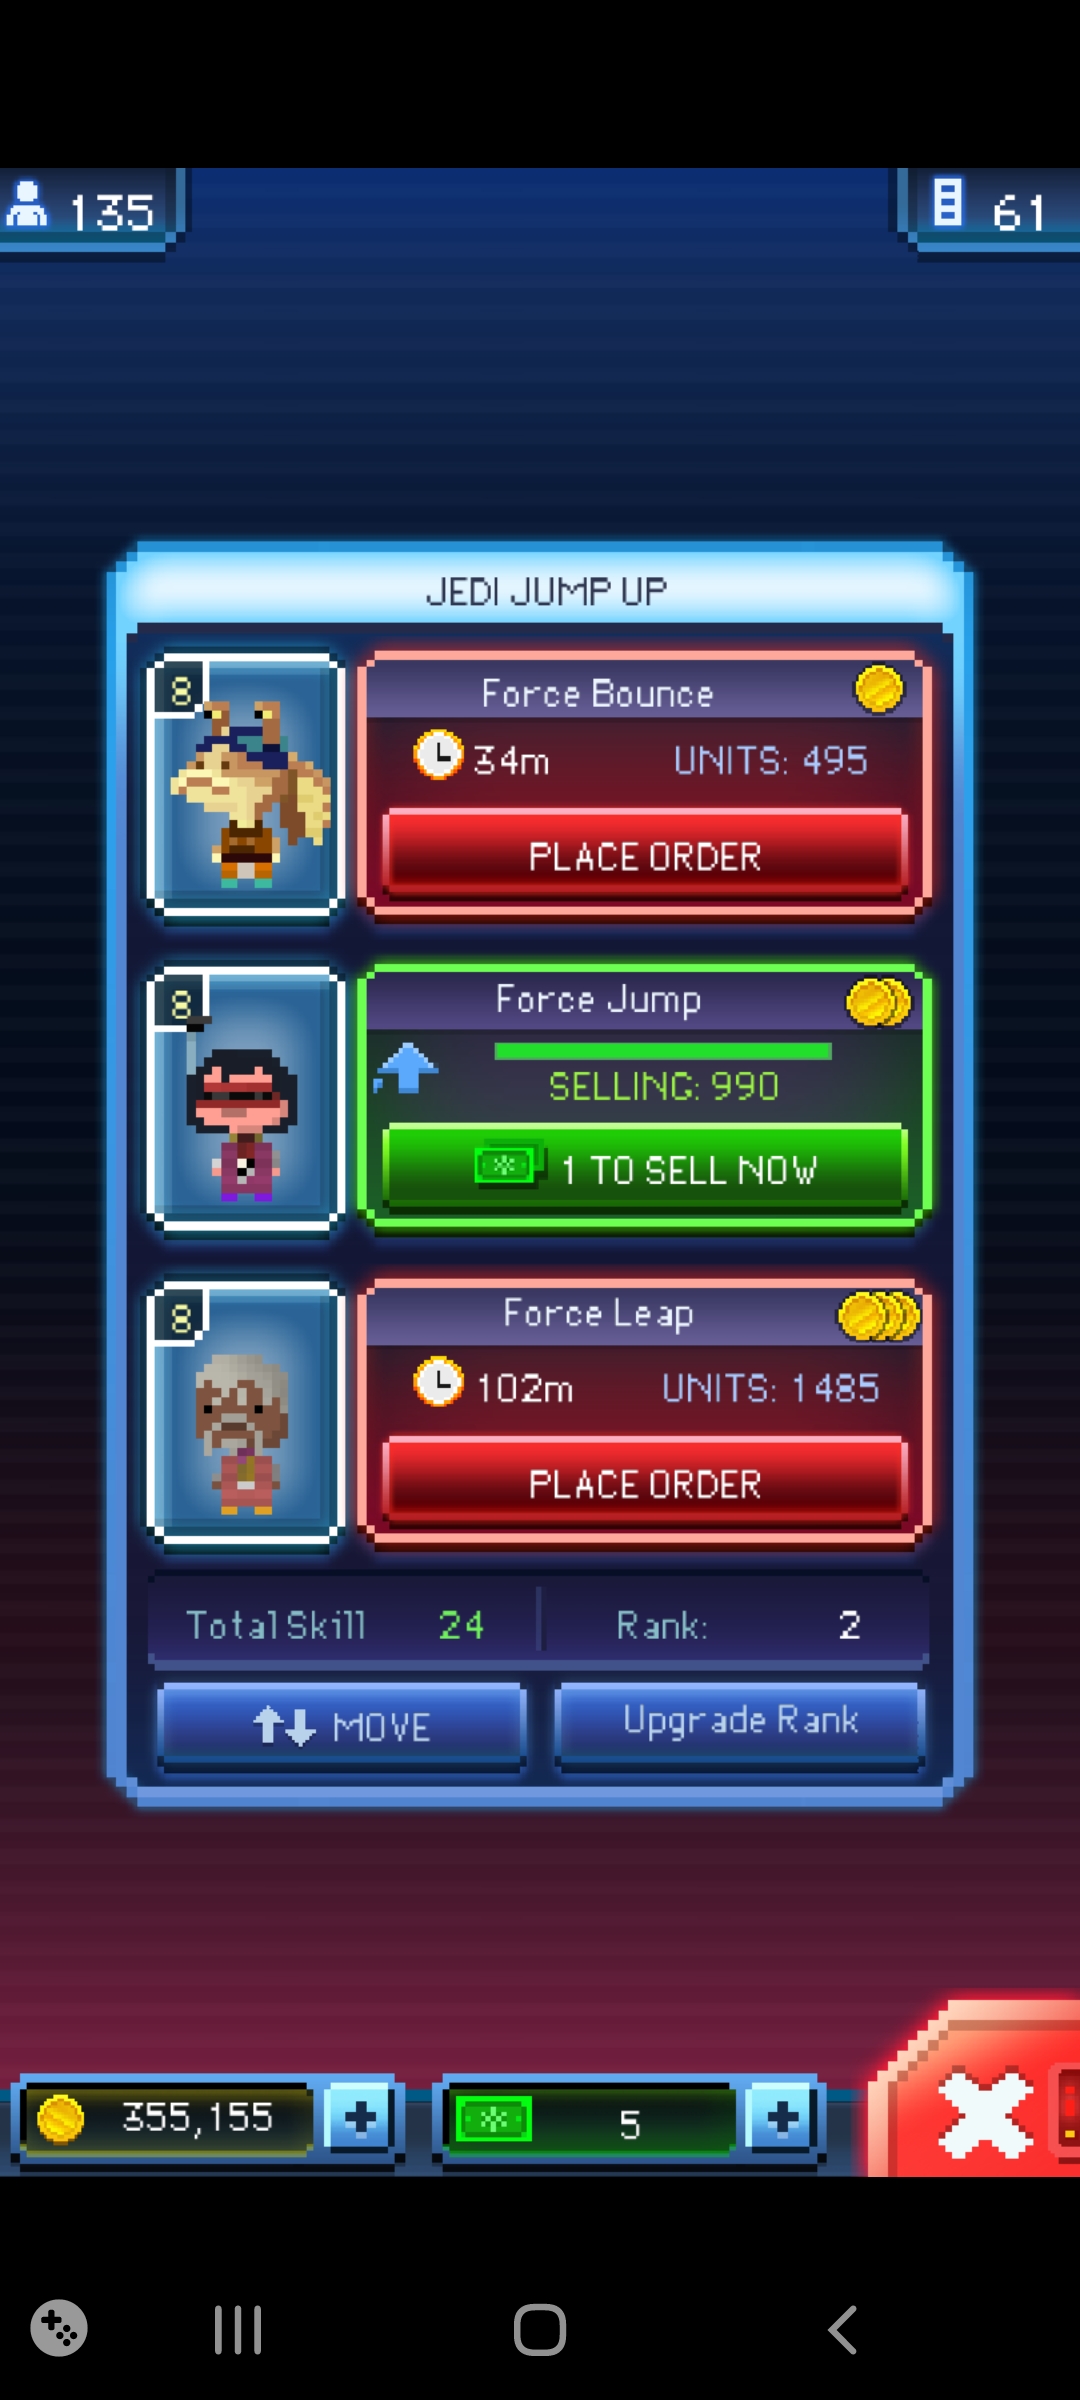 135
61
JEDI JUMP UP
8
Force Bounce
34m UNITS: 495
PLACE ORDER
8
Force Jump
SELLING: 990
1 TO SELL NOW
8
Force Leap
102m UNITS: 1485
PLACE ORDER
Total Skill 24 Rank: 2
MOVE Upgrade Rank
355,155 5